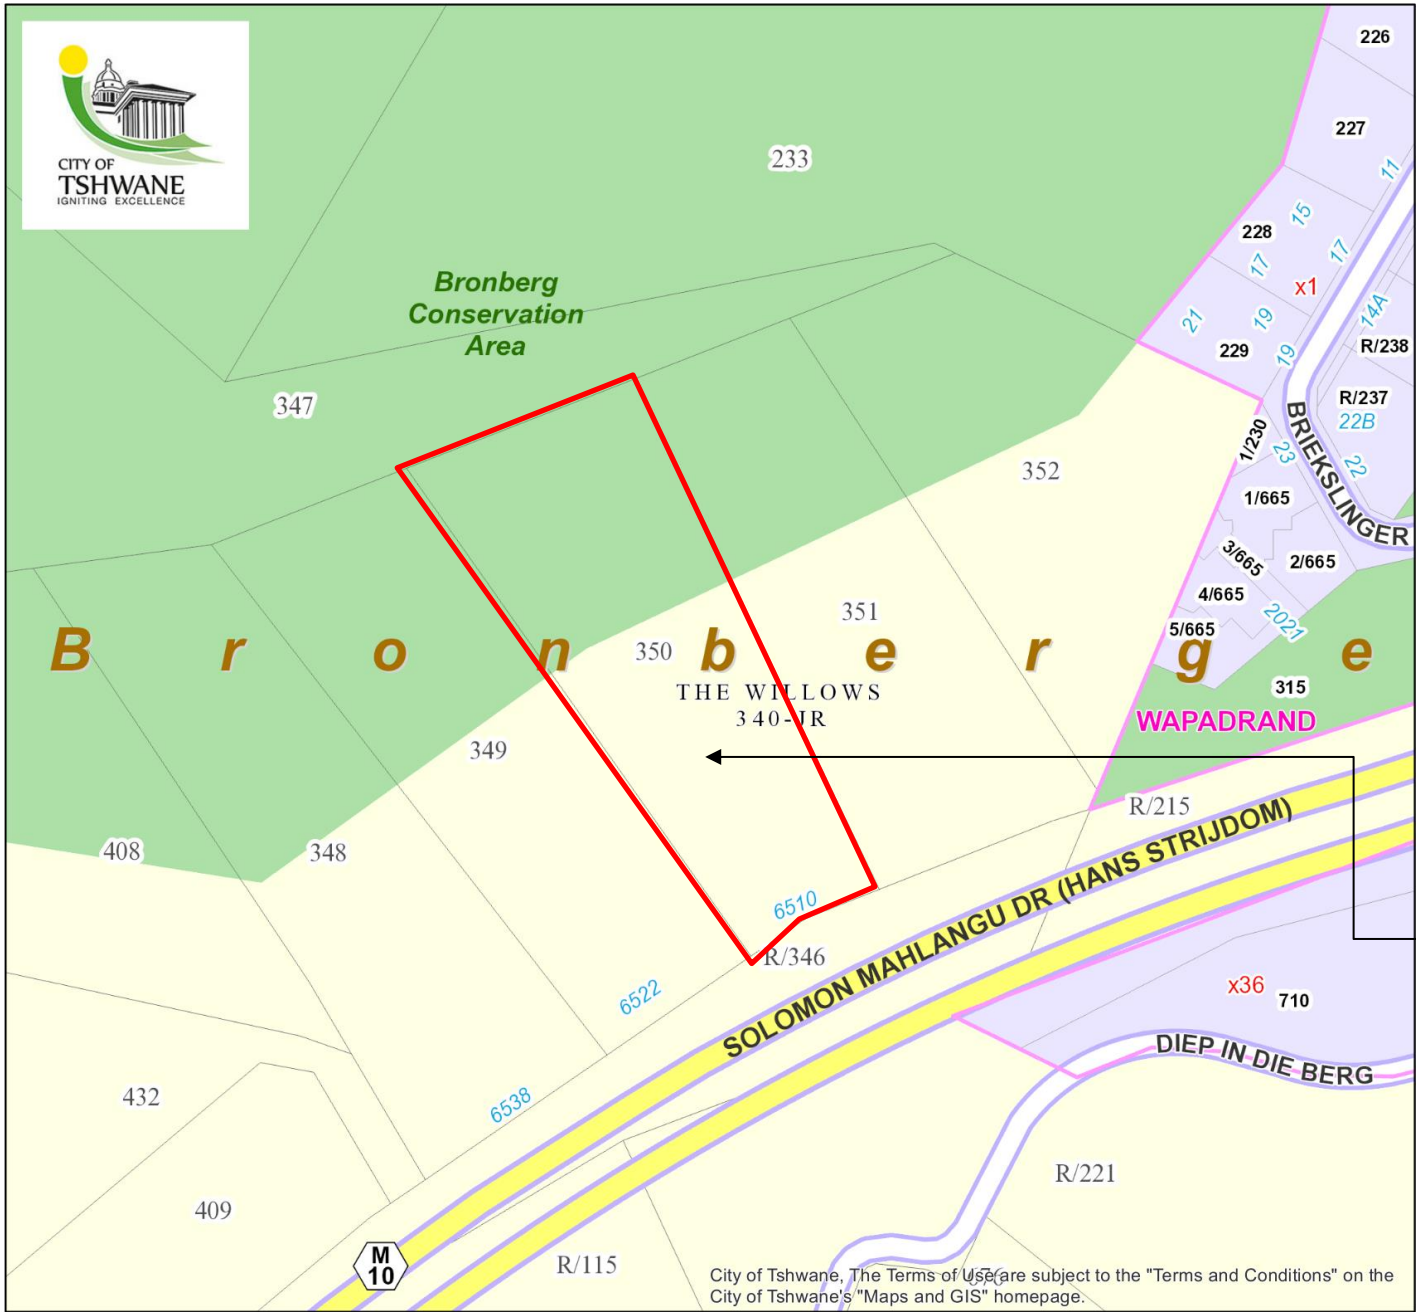 CITY OF
TSHWANE
IGNITING EXCELLENCE
226
227
233
11
15
228
17
17
x1
Bronberg
Conservation
Area
21
19
14A
229
19
R/238
347
R/237
22B
1/230
23
22
BRIEKSLINGER
352
1/665
3/665
2/665
4/665
2021
5/665
351
350
Bronberge
THE WILLOWS
340-JR
315
WAPADRAND
349
R/215
408
348
SOLOMON MAHLANGU DR (HANS STRIJDOM)
6510
R/346
6522
x36
710
DIEP IN DIE BERG
6538
432
R/221
409
M
10
R/115
City of Tshwane, The Terms of Use are subject to the "Terms and Conditions" on the
City of Tshwane's "Maps and GIS" homepage.